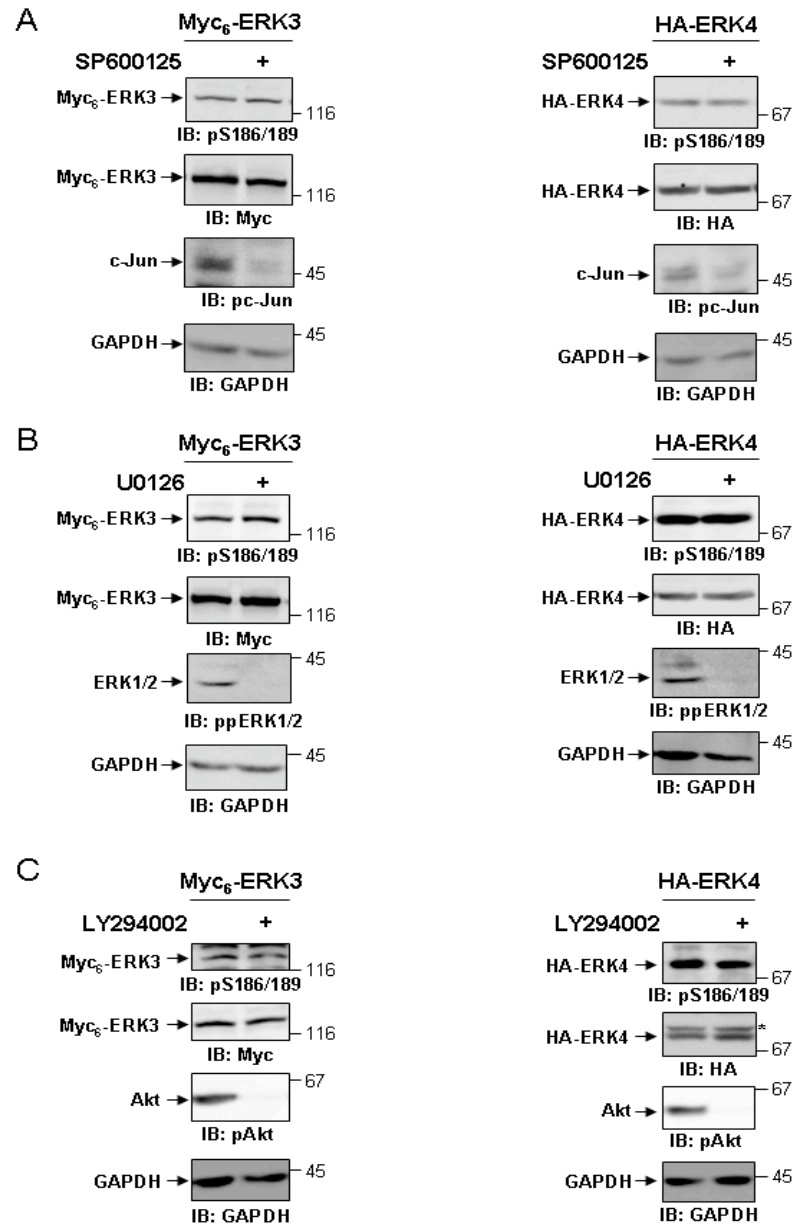 A
Myc6-ERK3
HA-ERK4
SP600125 +
SP600125 +
Myc6-ERK3
116
IB: pS186/189
HA-ERK4
67
IB: pS186/189
Myc6-ERK3
116
IB: Myc
HA-ERK4
67
IB: HA
c-Jun
45
IB: pc-Jun
c-Jun
45
IB: pc-Jun
GAPDH
45
IB: GAPDH
GAPDH
45
IB: GAPDH
B
Myc6-ERK3
HA-ERK4
U0126 +
U0126 +
Myc6-ERK3
116
IB: pS186/189
HA-ERK4
67
IB: pS186/189
Myc6-ERK3
116
IB: Myc
HA-ERK4
67
IB: HA
45
ERK1/2
IB: ppERK1/2
45
ERK1/2
IB: ppERK1/2
45
GAPDH
IB: GAPDH
45
GAPDH
IB: GAPDH
C
Myc6-ERK3
HA-ERK4
LY294002 +
LY294002 +
Myc6-ERK3
116
IB: pS186/189
HA-ERK4
67
IB: pS186/189
Myc6-ERK3
116
IB: Myc
HA-ERK4
*
67
IB: HA
67
Akt
IB: pAkt
67
Akt
IB: pAkt
45
GAPDH
IB: GAPDH
45
GAPDH
IB: GAPDH